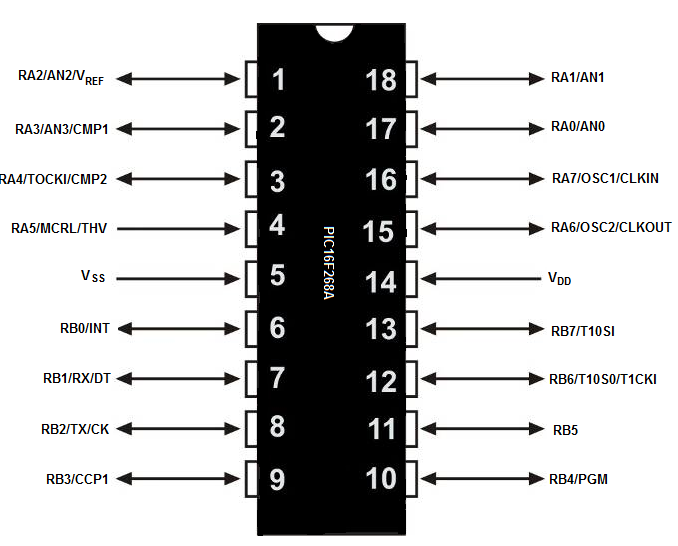 RA2/AN2/VREF 1 18 RA1/AN1
RA3/AN3/CMP1 2 17 RA0/AN0
RA4/TOCKI/CMP2 3 16 RA7/OSC1/CLKIN
RA5/MCRL/THV 4 15 RA6/OSC2/CLKOUT
PIC16F268A
VSS 5 14 VDD
RB0/INT 6 13 RB7/T10SI
RB1/RX/DT 7 12 RB6/T10S0/T1CKI
RB2/TX/CK 8 11 RB5
RB3/CCP1 9 10 RB4/PGM